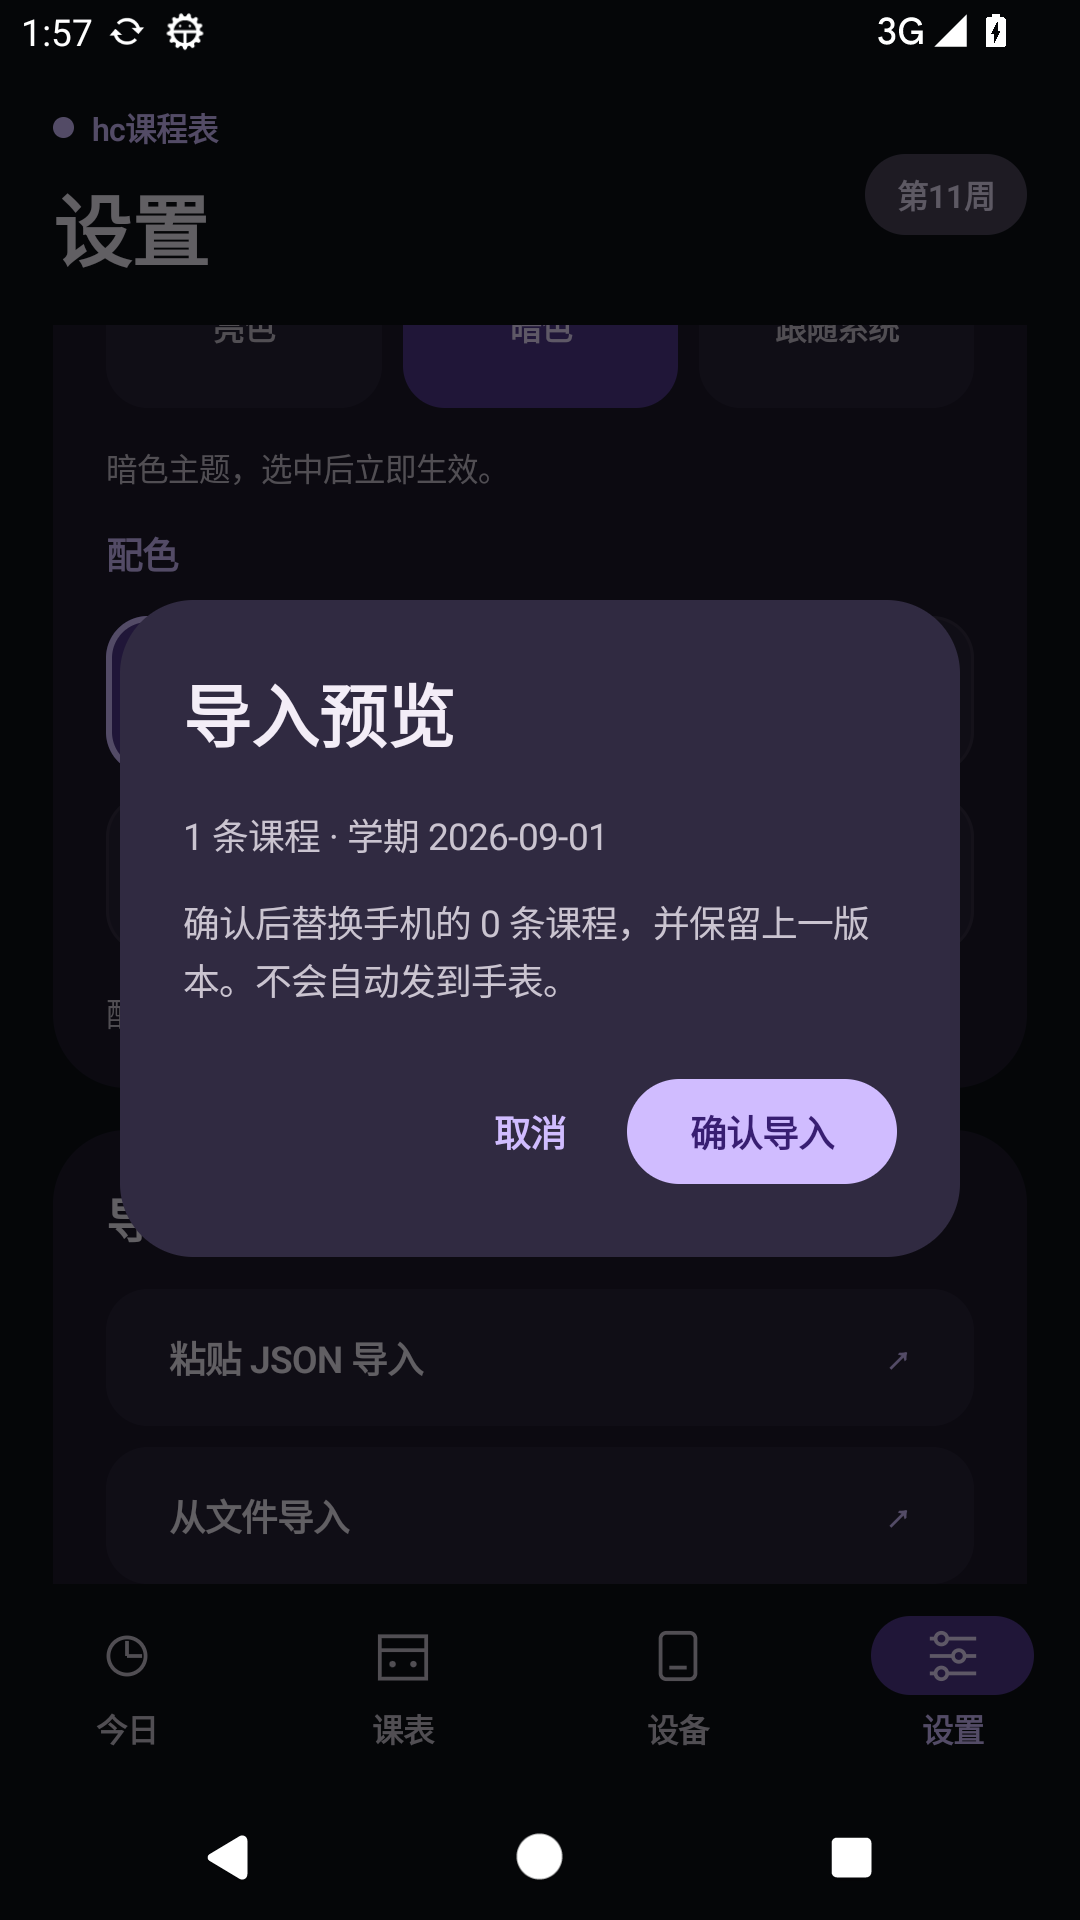 1:57
3G
hc课程表
设置
第11周
亮色
暗色
跟随系统
暗色主题，选中后立即生效。
配色
导入预览
1 条课程 · 学期 2026-09-01
确认后替换手机的 0 条课程，并保留上一版
本。不会自动发到手表。
取消
确认导入
粘贴 JSON 导入
从文件导入
今日
课表
设备
设置